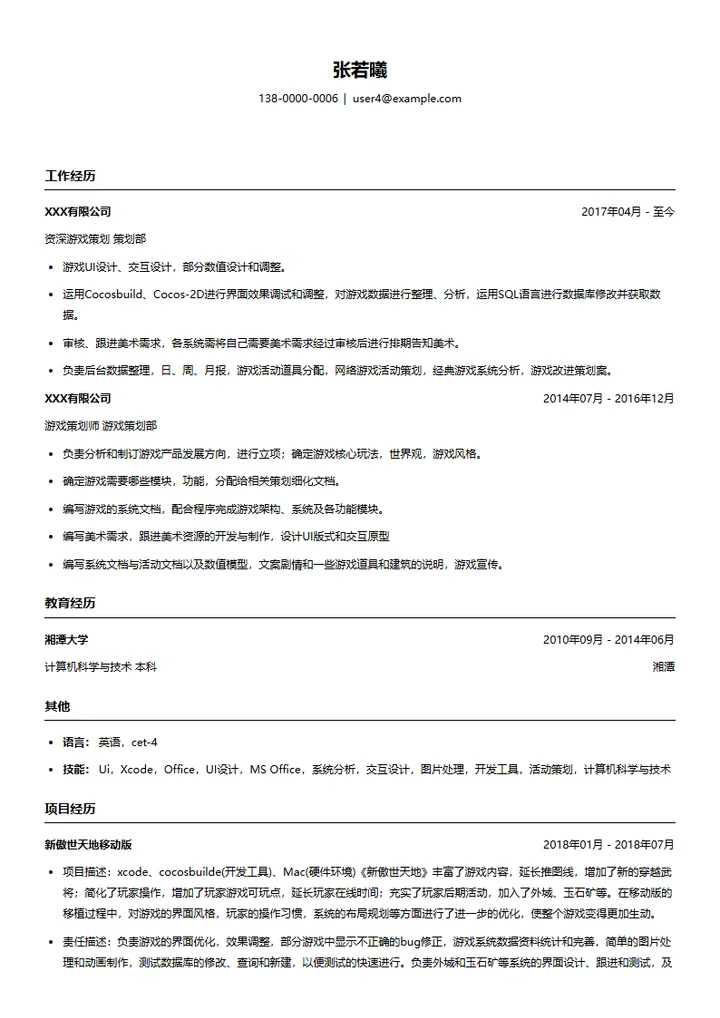 张若曦
138-0000-0006 | user4@example.com
工作经历
XXX有限公司 2017年04月 - 至今
资深游戏策划 策划部
• 游戏UI设计、交互设计，部分数值设计和调整。
• 运用Cocosbuild、Cocos-2D进行界面效果调试和调整，对游戏数据进行整理、分析，运用SQL语言进行数据库修改并获取数
据。
• 审核、跟进美术需求，各系统需将自己需要美术需求经过审核后进行排期告知美术。
• 负责后台数据整理，日、周、月报，游戏活动道具分配，网络游戏活动策划，经典游戏系统分析，游戏改进策划案。
XXX有限公司 2014年07月 - 2016年12月
游戏策划师 游戏策划部
• 负责分析和制订游戏产品发展方向，进行立项；确定游戏核心玩法，世界观，游戏风格。
• 确定游戏需要哪些模块，功能，分配给相关策划细化文档。
• 编写游戏的系统文档，配合程序完成游戏架构、系统及各功能模块。
• 编写美术需求，跟进美术资源的开发与制作，设计UI版式和交互原型
• 编写系统文档与活动文档以及数值模型，文案剧情和一些游戏道具和建筑的说明，游戏宣传。
教育经历
湘潭大学 2010年09月 - 2014年06月
计算机科学与技术 本科 湘潭
其他
• 语言： 英语，cet-4
• 技能： Ui，Xcode，Office，UI设计，MS Office，系统分析，交互设计，图片处理，开发工具，活动策划，计算机科学与技术
项目经历
新傲世天地移动版 2018年01月 - 2018年07月
• 项目描述：xcode、cocosbuilde(开发工具)、Mac(硬件环境)《新傲世天地》丰富了游戏内容，延长推图线，增加了新的穿越武
将；简化了玩家操作，增加了玩家游戏可玩点，延长玩家在线时间；充实了玩家后期活动，加入了外域、玉石矿等。在移动版的
移植过程中，对游戏的界面风格，玩家的操作习惯，系统的布局规划等方面进行了进一步的优化，使整个游戏变得更加生动。
• 责任描述：负责游戏的界面优化，效果调整，部分游戏中显示不正确的bug修正，游戏系统数据资料统计和完善，简单的图片处
理和动画制作，测试数据库的修改、查询和新建，以便测试的快速进行。负责外域和玉石矿等系统的界面设计、跟进和测试，及